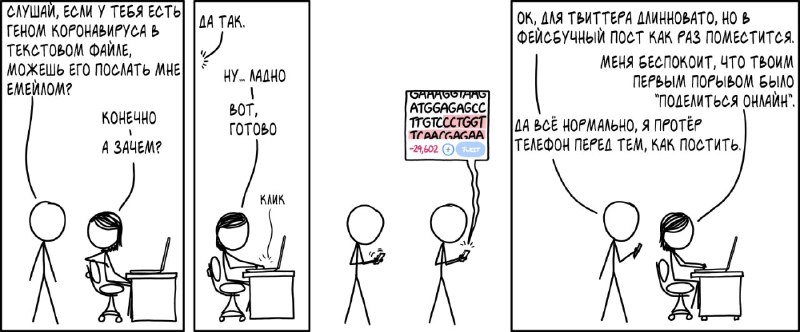 СЛУШАЙ, ЕСЛИ У ТЕБЯ ЕСТЬ
ГЕНОМ КОРОНАВИРУСА В
ТЕКСТОВОМ ФАЙЛЕ,
МОЖЕШЬ ЕГО ПОСЛАТЬ МНЕ
ЕМЕЙЛОМ?
КОНЕЧНО
А ЗАЧЕМ?
ДА ТАК.
НУ... ЛАДНО
ВОТ,
ГОТОВО
КЛИК
GAAAGGTAAG
ATGGAGAGCC
TTGTCCCTGGT
TCAACGAGAA
-29,602
TWEET
ОК, ДЛЯ ТВИТТЕРА ДЛИННОВАТО, НО В
ФЕЙСБУЧНЫЙ ПОСТ КАК РАЗ ПОМЕСТИТСЯ.
МЕНЯ БЕСПОКОИТ, ЧТО ТВОИМ
ПЕРВЫМ ПОРЫВОМ БЫЛО
"ПОДЕЛИТЬСЯ ОНЛАЙН".
ДА ВСЁ НОРМАЛЬНО, Я ПРОТЁР
ТЕЛЕФОН ПЕРЕД ТЕМ, КАК ПОСТИТЬ.